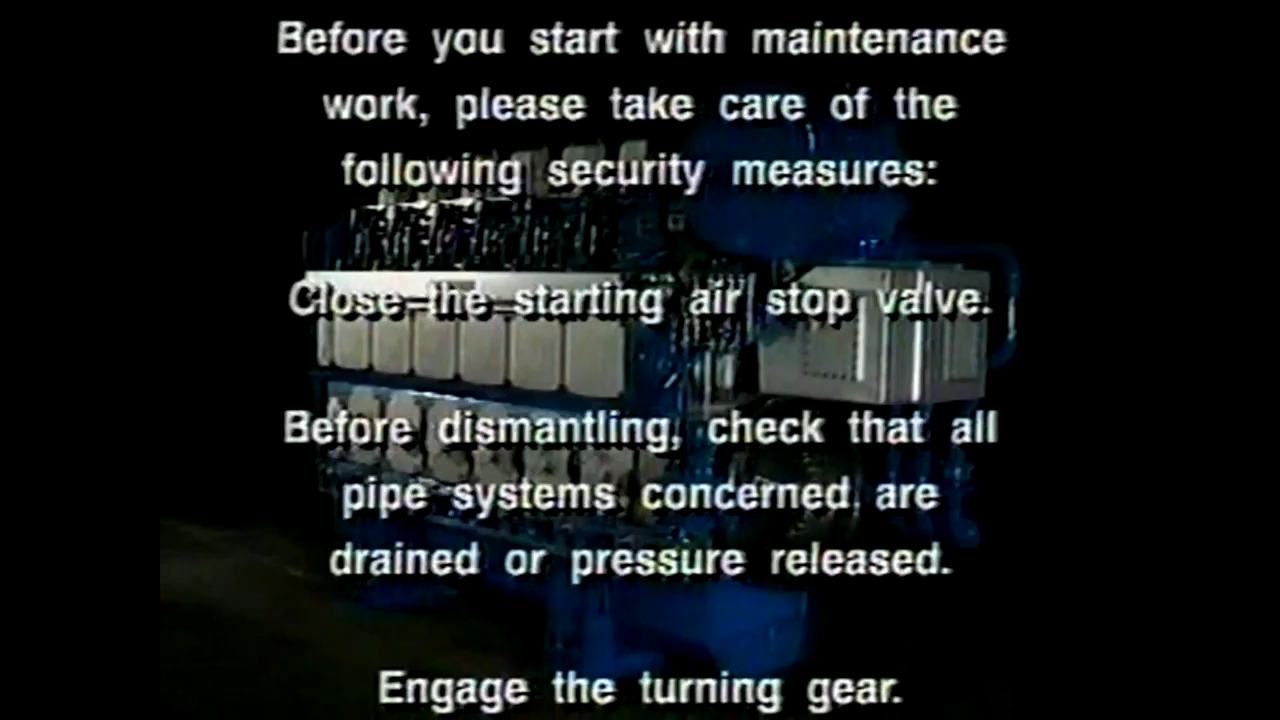 Before you start with maintenance
work, please take care of the
following security measures:
Close the starting air stop valve.
Before dismantling, check that all
pipe systems concerned are
drained or pressure released.
Engage the turning gear.